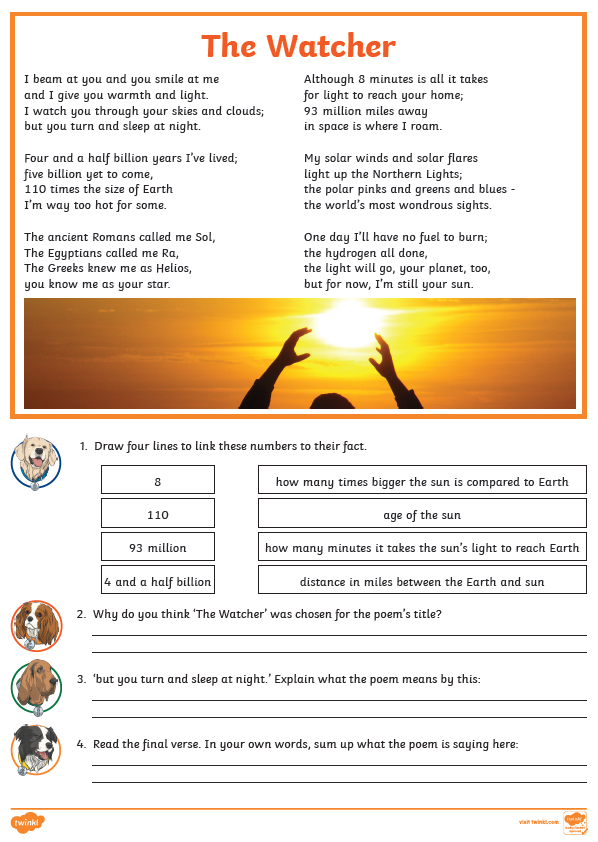 The Watcher
I beam at you and you smile at me
and I give you warmth and light.
I watch you through your skies and clouds;
but you turn and sleep at night.
Four and a half billion years I've lived;
five billion yet to come,
110 times the size of Earth
I'm way too hot for some.
The ancient Romans called me Sol,
The Egyptians called me Ra,
The Greeks knew me as Helios,
you know me as your star.
Although 8 minutes is all it takes
for light to reach your home;
93 million miles away
in space is where I roam.
My solar winds and solar flares
light up the Northern Lights;
the polar pinks and greens and blues -
the world's most wondrous sights.
One day I'll have no fuel to burn;
the hydrogen all done,
the light will go, your planet, too,
but for now, I'm still your sun.
1. Draw four lines to link these numbers to their fact.
8
how many times bigger the sun is compared to Earth
110
age of the sun
93 million
how many minutes it takes the sun's light to reach Earth
4 and a half billion
distance in miles between the Earth and sun
2. Why do you think 'The Watcher' was chosen for the poem's title?
3. 'but you turn and sleep at night.' Explain what the poem means by this:
4. Read the final verse. In your own words, sum up what the poem is saying here:
twinkl
visit twinkl.com